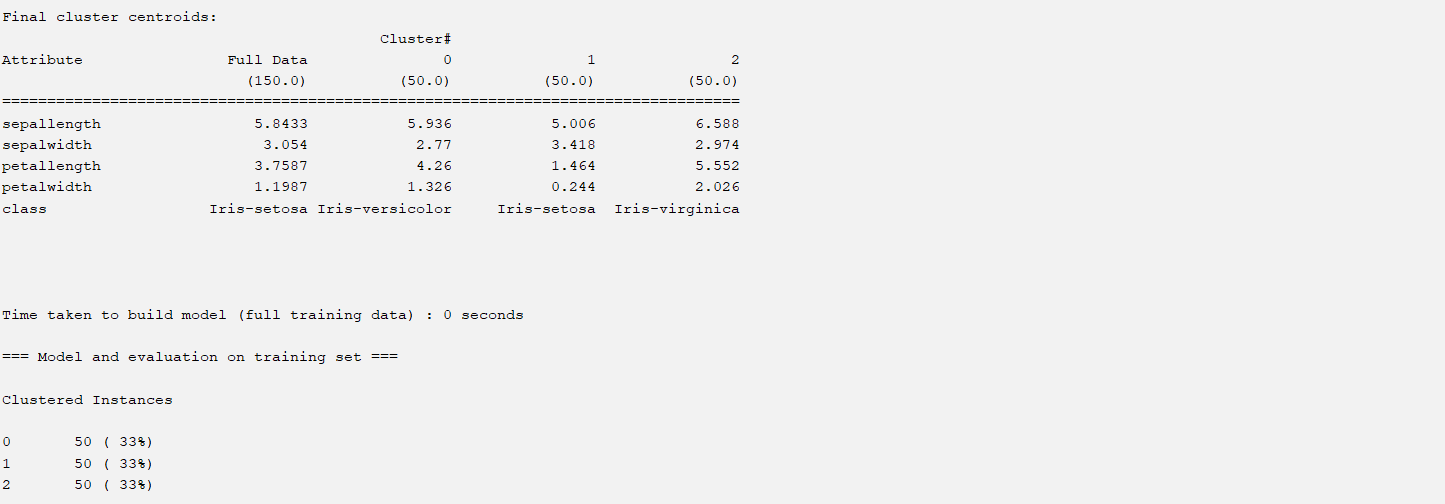 Final cluster centroids:
                                          Cluster#
Attribute                Full Data               0               1               2
                           (150.0)          (50.0)          (50.0)          (50.0)
==================================================================================
sepallength                 5.8433           5.936           5.006           6.588
sepalwidth                   3.054            2.77           3.418           2.974
petallength                 3.7587            4.26           1.464           5.552
petalwidth                  1.1987           1.326           0.244           2.026
class                  Iris-setosa Iris-versicolor     Iris-setosa  Iris-virginica
Time taken to build model (full training data) : 0 seconds
=== Model and evaluation on training set ===
Clustered Instances
0       50 ( 33%)
1       50 ( 33%)
2       50 ( 33%)